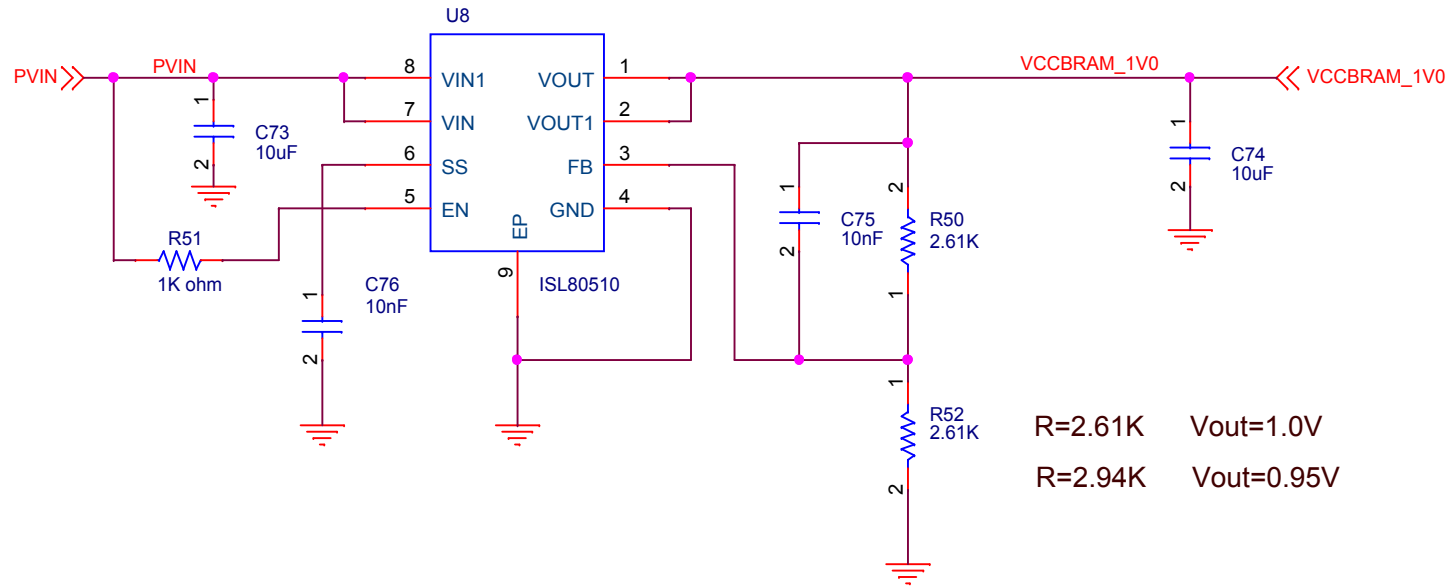 U8
PVIN
PVIN
8
VIN1
VOUT
1
VCCBRAM_1V0
VCCBRAM_1V0
7
VIN
VOUT1
2
1
C73
10uF
2
6
SS
FB
3
1
C74
10uF
2
5
EN
GND
4
EP
9
ISL80510
R51
1K ohm
1
C76
10nF
2
1
C75
10nF
2
2
R50
2.61K
1
1
R52
2.61K
2
R=2.61K Vout=1.0V
R=2.94K Vout=0.95V